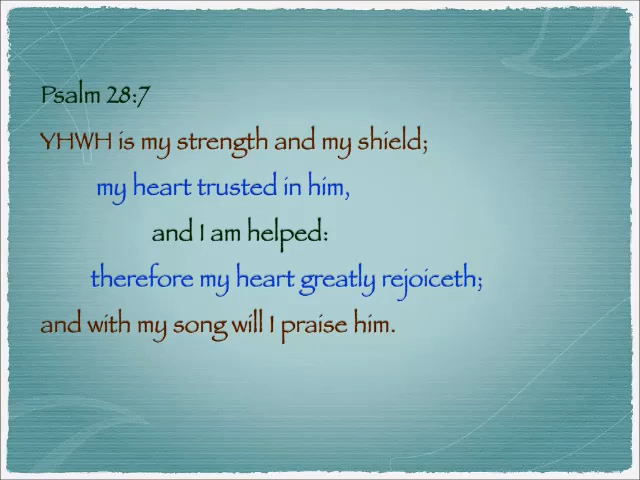 Psalm 28:7
YHWH is my strength and my shield;
my heart trusted in him,
and I am helped:
therefore my heart greatly rejoiceth;
and with my song will I praise him.